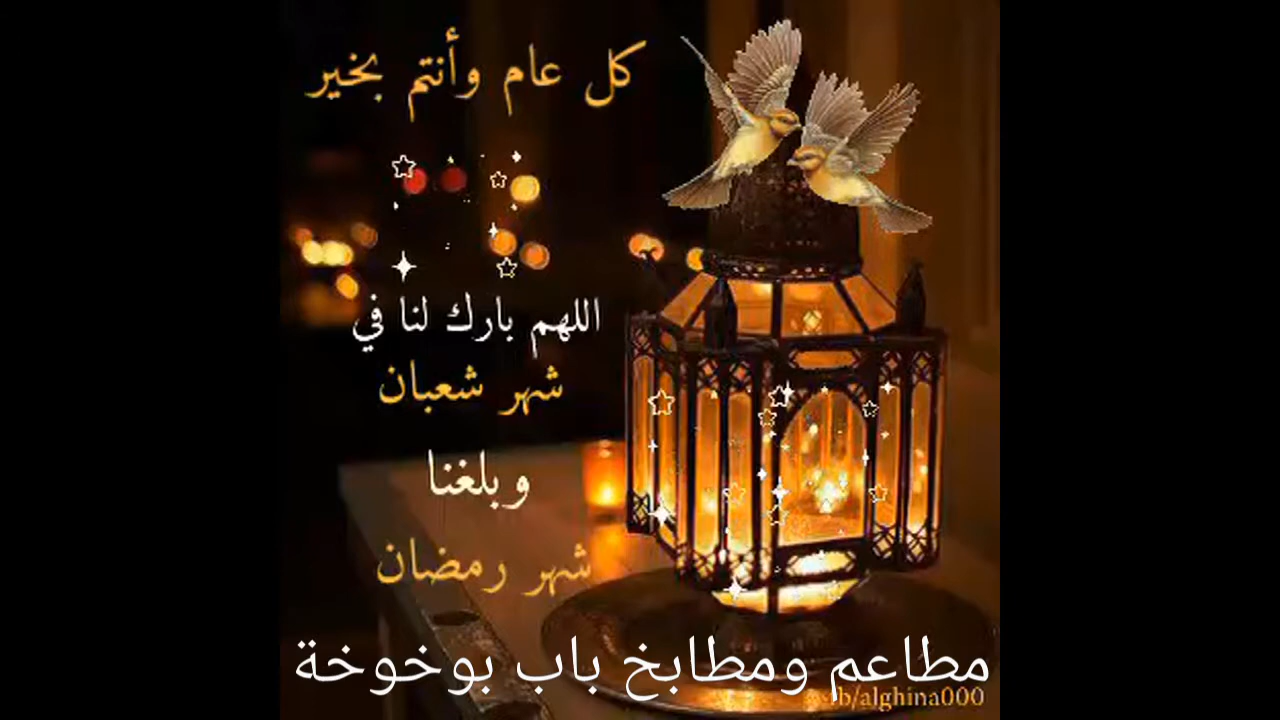 كل عام وأنتم بخير
اللهم بارك لنا في
شهر شعبان
وبلغنا
شهر رمضان
مطاعم ومطابخ باب بوخوخة
fb/alghina000